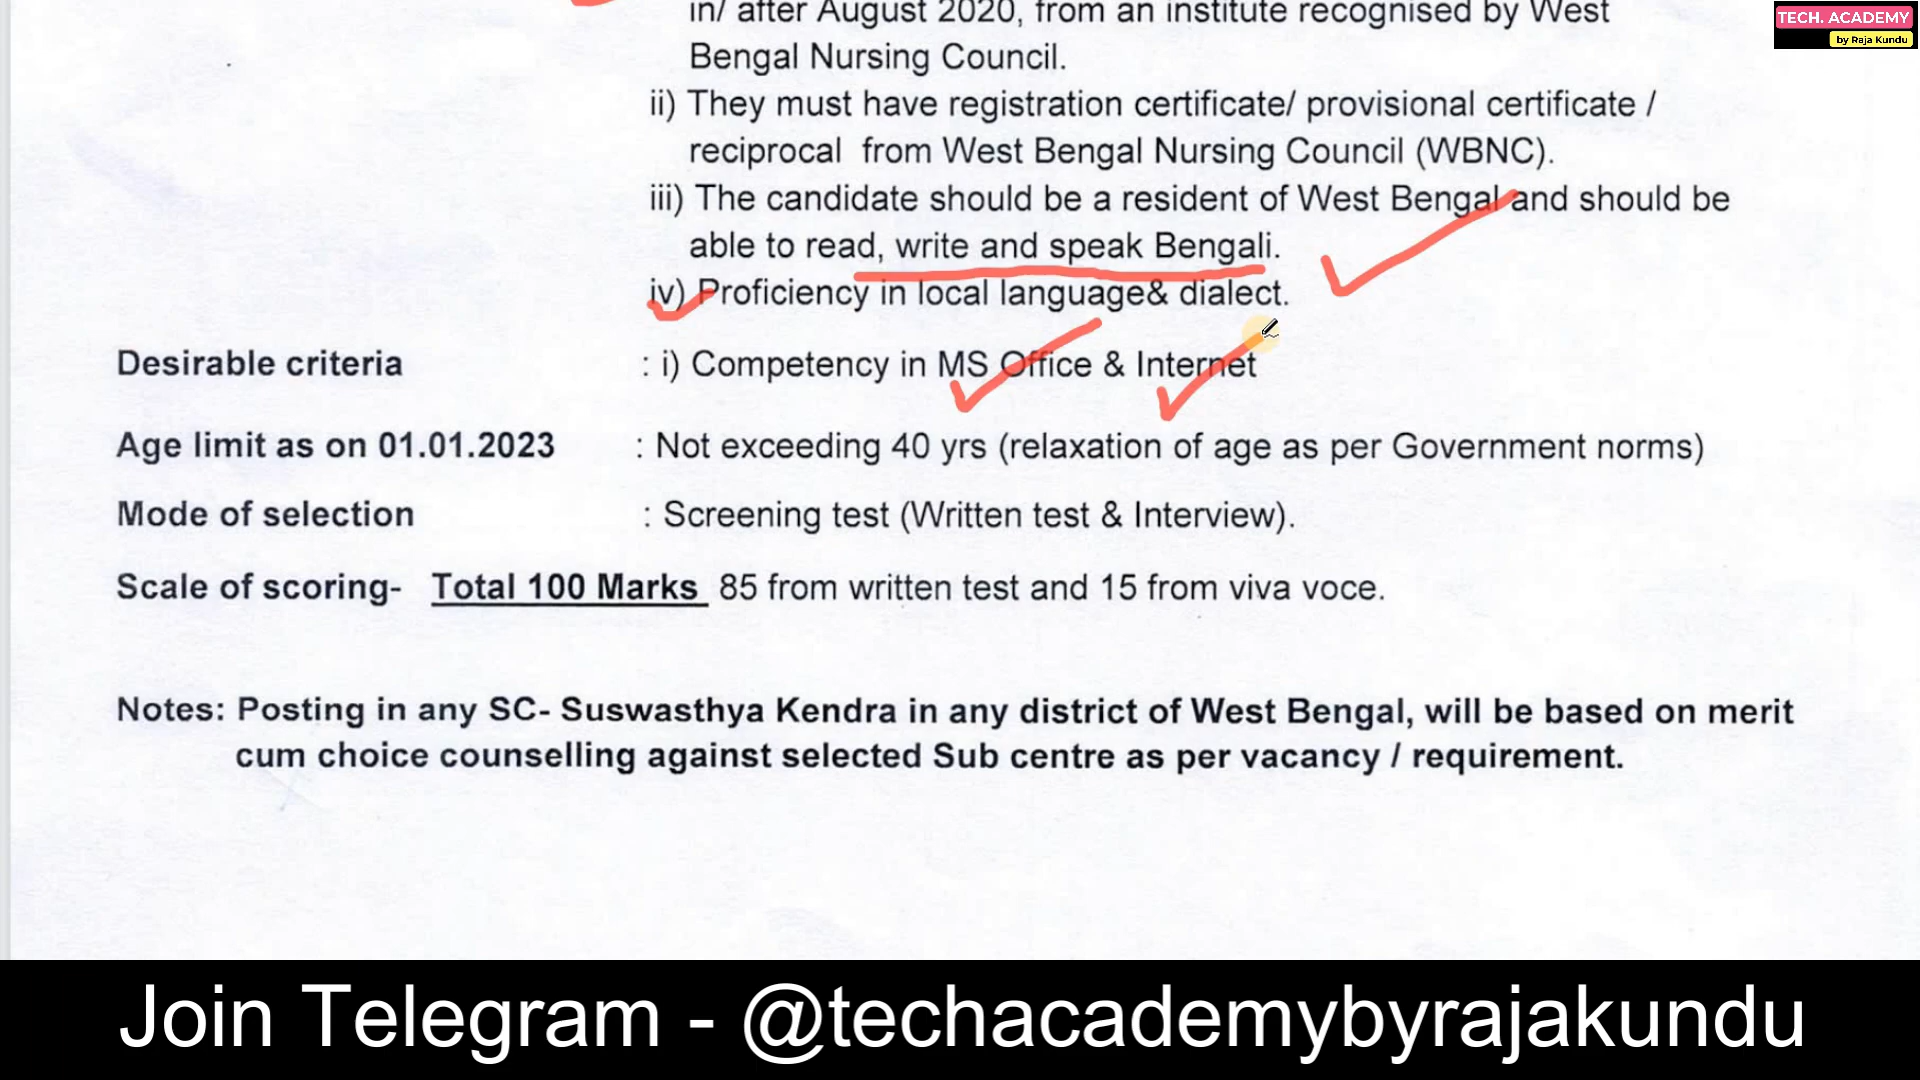 TECH. ACADEMY
by Raja Kundu
in/ after August 2020, from an institute recognised by West
Bengal Nursing Council.
ii) They must have registration certificate/ provisional certificate /
reciprocal from West Bengal Nursing Council (WBNC).
iii) The candidate should be a resident of West Bengal and should be
able to read, write and speak Bengali.
iv) Proficiency in local language& dialect.
Desirable criteria : i) Competency in MS Office & Internet
Age limit as on 01.01.2023 : Not exceeding 40 yrs (relaxation of age as per Government norms)
Mode of selection : Screening test (Written test & Interview).
Scale of scoring- Total 100 Marks 85 from written test and 15 from viva voce.
Notes: Posting in any SC- Suswasthya Kendra in any district of West Bengal, will be based on merit
cum choice counselling against selected Sub centre as per vacancy / requirement.
Join Telegram - @techacademybyrajakundu